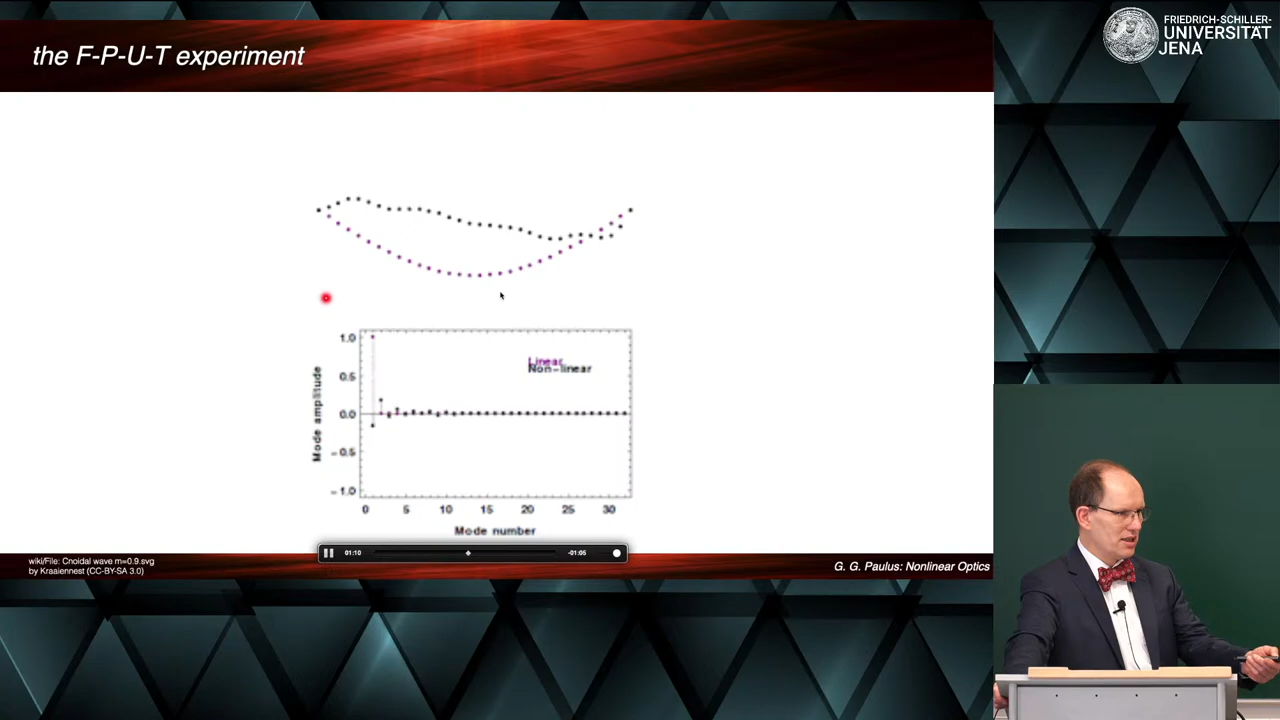 the F-P-U-T experiment
FRIEDRICH-SCHILLER-
UNIVERSITÄT
JENA
1.0
0.5
0.0
-0.5
-1.0
Mode amplitude
Linear
Non-linear
0 5 10 15 20 25 30
Mode number
01:10
-01:05
wiki/File: Cnoidal wave m=0.9.svg
by Kraaiennest (CC-BY-SA 3.0)
G. G. Paulus: Nonlinear Optics